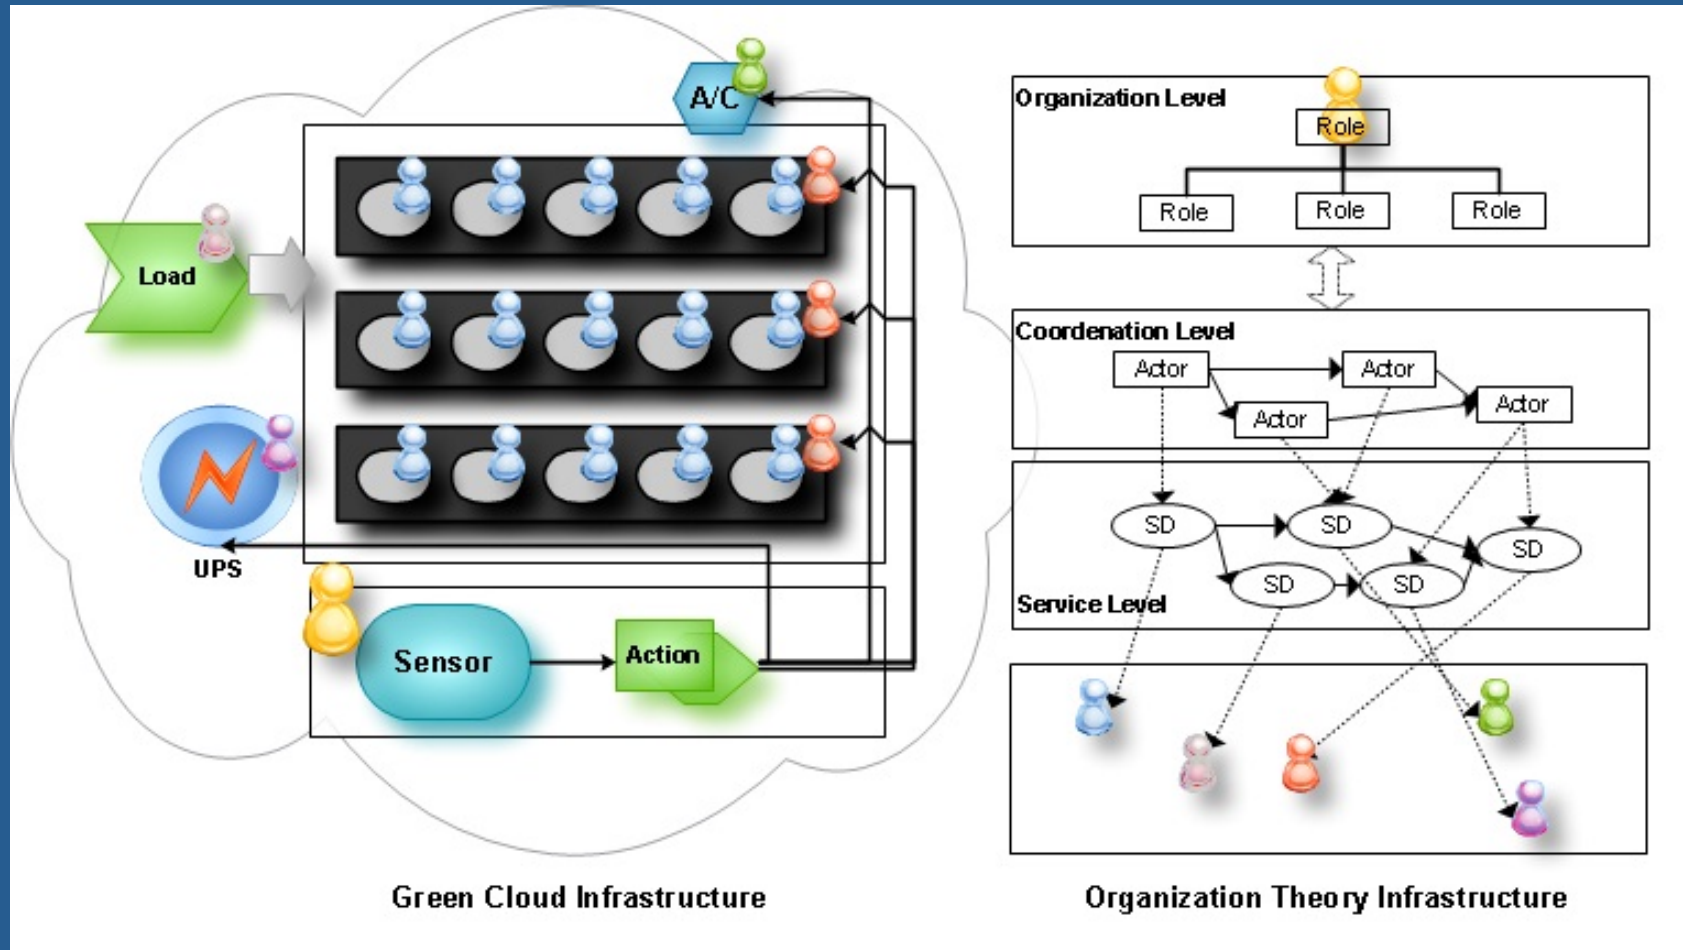 A/C
Load
UPS
Sensor
Action
Green Cloud Infrastructure
Organization Level
Role
Role
Role
Role
Coordenation Level
Actor
Actor
Actor
Actor
SD
SD
SD
SD
SD
Service Level
Organization Theory Infrastructure